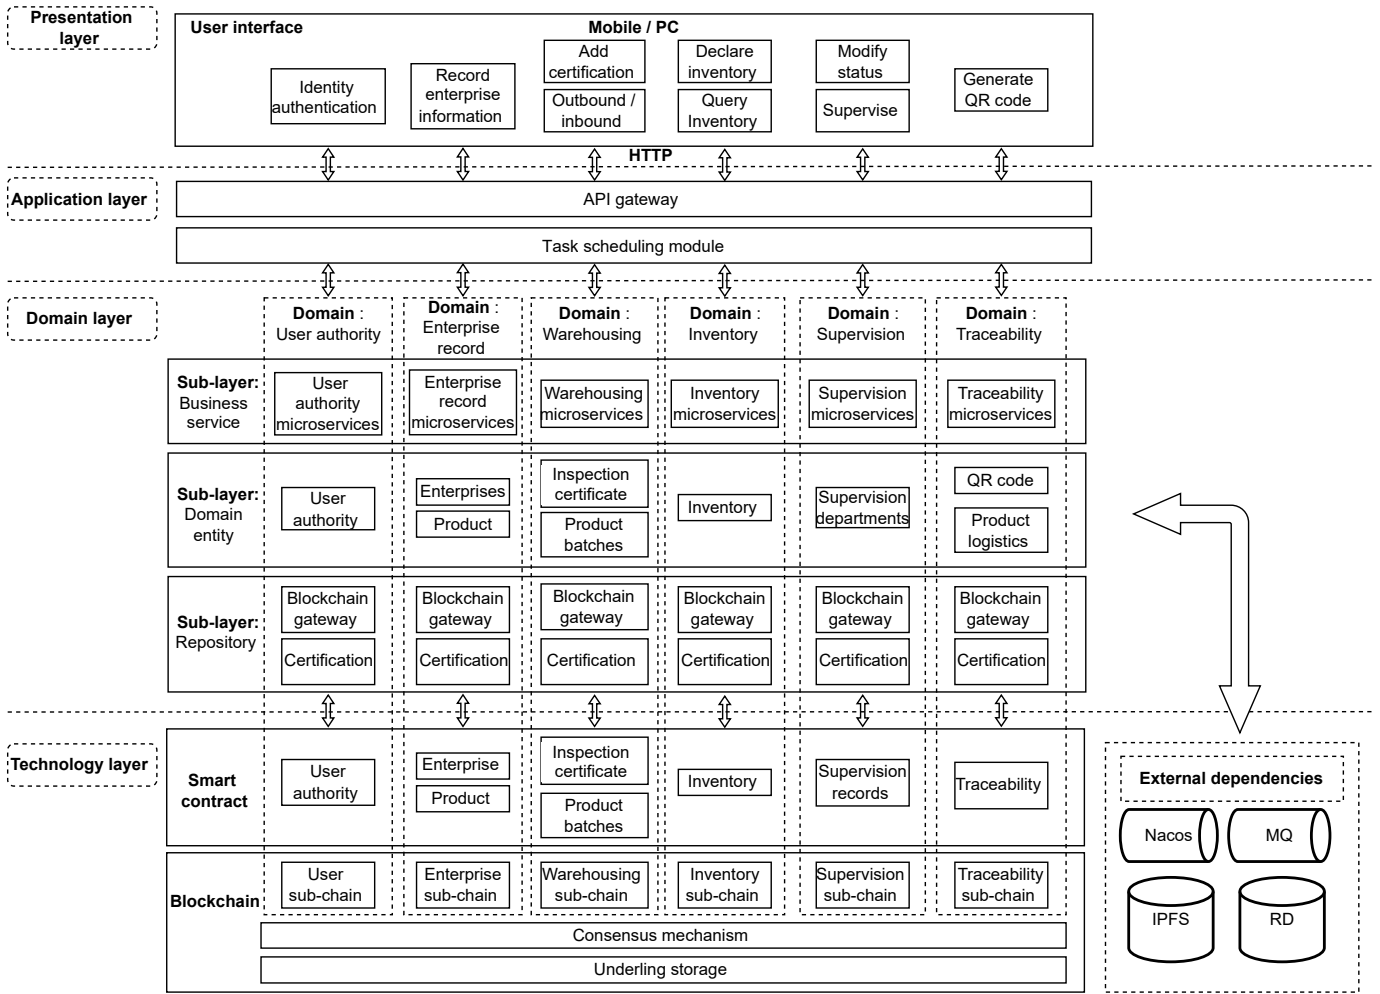 Presentation
layer
User interface
Mobile / PC
Identity
authentication
Record
enterprise
information
Add
certification
Outbound /
inbound
Declare
inventory
Query
Inventory
Modify
status
Supervise
Generate
QR code
HTTP
Application layer
API gateway
Task scheduling module
Domain layer
Domain :
User authority
Domain :
Enterprise
record
Domain :
Warehousing
Domain :
Inventory
Domain :
Supervision
Domain :
Traceability
Sub-layer:
Business
service
User
authority
microservices
Enterprise
record
microservices
Warehousing
microservices
Inventory
microservices
Supervision
microservices
Traceability
microservices
Sub-layer:
Domain
entity
User
authority
Enterprises
Product
Inspection
certificate
Product
batches
Inventory
Supervision
departments
QR code
Product
logistics
Sub-layer:
Repository
Blockchain
gateway
Certification
Blockchain
gateway
Certification
Blockchain
gateway
Certification
Blockchain
gateway
Certification
Blockchain
gateway
Certification
Blockchain
gateway
Certification
Technology layer
Smart
contract
User
authority
Enterprise
Product
Inspection
certificate
Product
batches
Inventory
Supervision
records
Traceability
Blockchain
User
sub-chain
Enterprise
sub-chain
Warehousing
sub-chain
Inventory
sub-chain
Supervision
sub-chain
Traceability
sub-chain
Consensus mechanism
Underling storage
External dependencies
Nacos
MQ
IPFS
RD